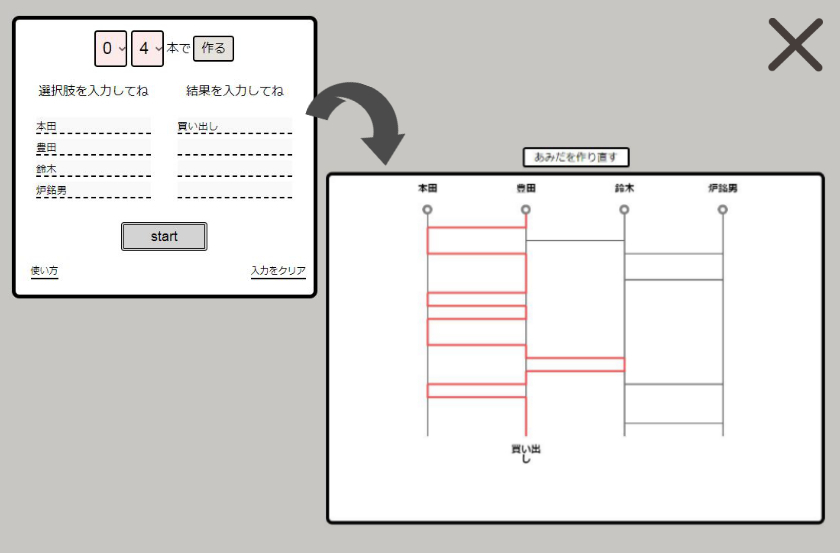 0 4 本で 作る
選択肢を入力してね 結果を入力してね
本田 買い出し
豊田
鈴木
炉銘男
start
使い方 入力をクリア
あみだを作り直す
本田 豊田 鈴木 炉銘男
買い出
し